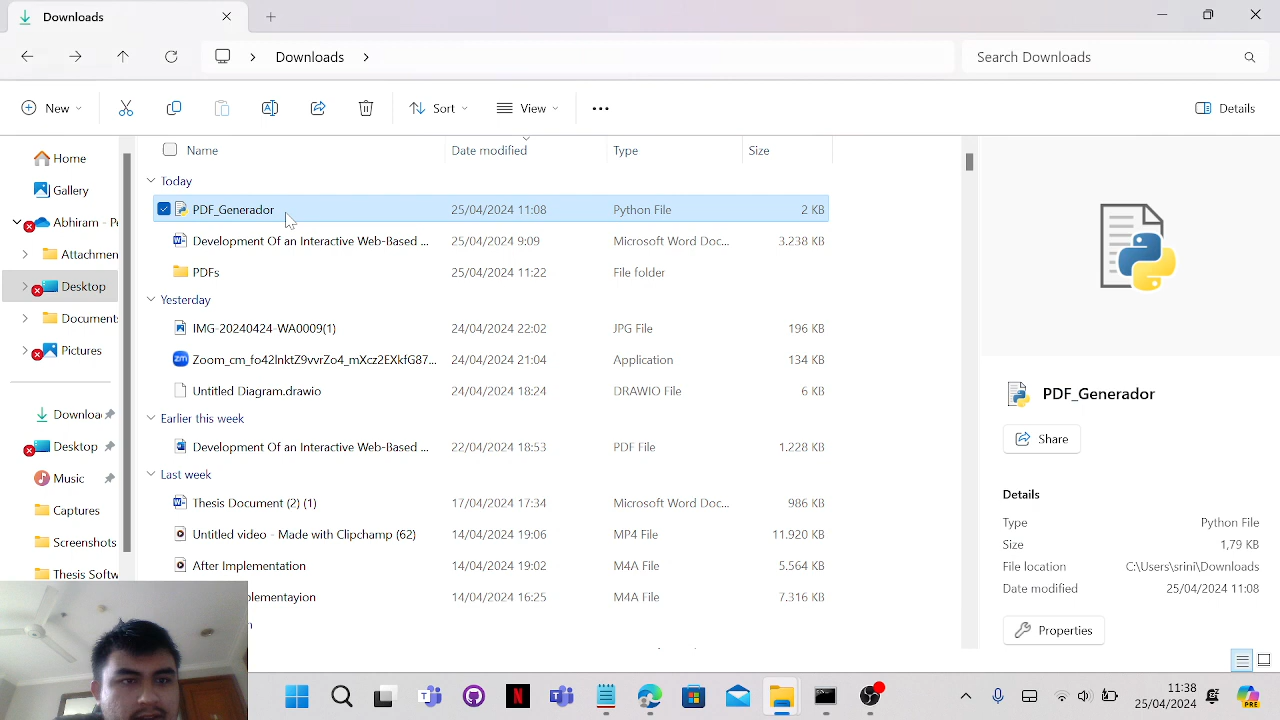 Downloads
Downloads
Search Downloads
New
Sort
View
Details
Name Date modified Type Size
Home
Gallery
Abhiram - Pe
Attachmen
Desktop
Document
Pictures
Downloa
Desktop
Music
Captures
Screenshots
Thesis Softw
Today
PDF_Generador 25/04/2024 11:08 Python File 2 KB
Development Of an Interactive Web-Based ... 25/04/2024 9:09 Microsoft Word Doc... 3.238 KB
PDFs 25/04/2024 11:22 File folder
Yesterday
IMG-20240424-WA0009(1) 24/04/2024 22:02 JPG File 196 KB
Zoom_cm_fo42lnktZ9vvrZo4_mXcz2EXkfG87... 24/04/2024 21:04 Application 134 KB
Untitled Diagram.drawio 24/04/2024 18:24 DRAWIO File 6 KB
Earlier this week
Development Of an Interactive Web-Based ... 22/04/2024 18:53 PDF File 1.228 KB
Last week
Thesis Document (2) (1) 17/04/2024 17:34 Microsoft Word Doc... 986 KB
Untitled video - Made with Clipchamp (62) 14/04/2024 19:06 MP4 File 11.920 KB
After Implementation 14/04/2024 19:02 M4A File 5.564 KB
plementayion 14/04/2024 16:25 M4A File 7.316 KB
PDF_Generador
Share
Details
Type Python File
Size 1,79 KB
File location C:\Users\srini\Downloads
Date modified 25/04/2024 11:08
Properties
zm
N
11:38
25/04/2024
PRE